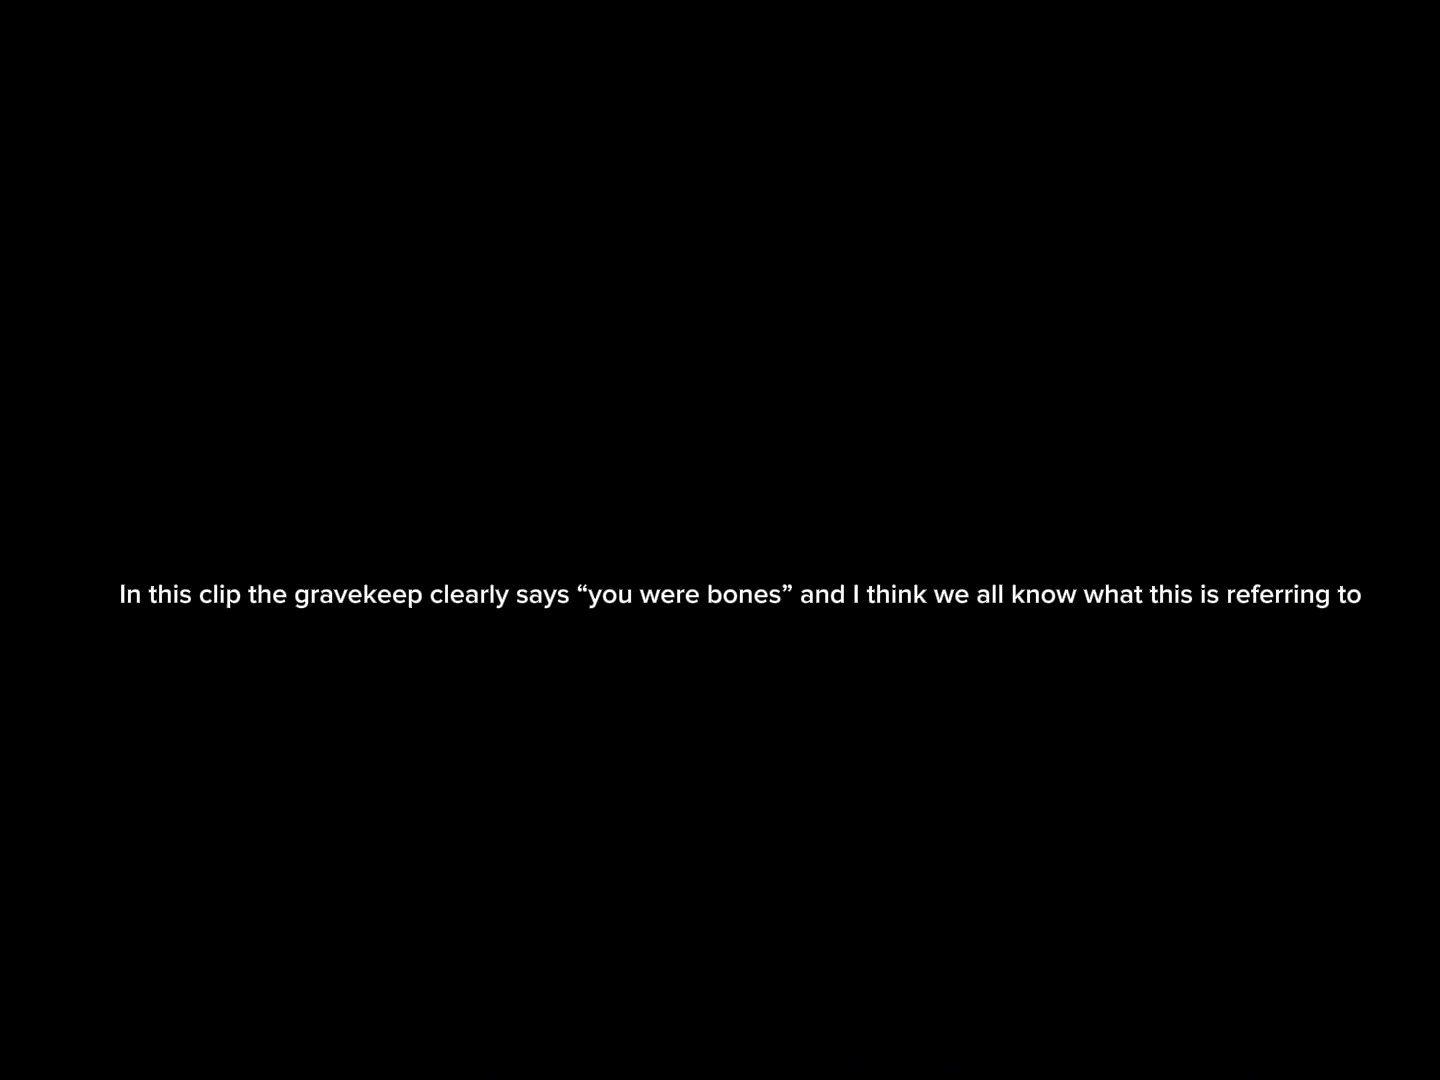 In this clip the gravekeep clearly says “you were bones” and I think we all know what this is referring to